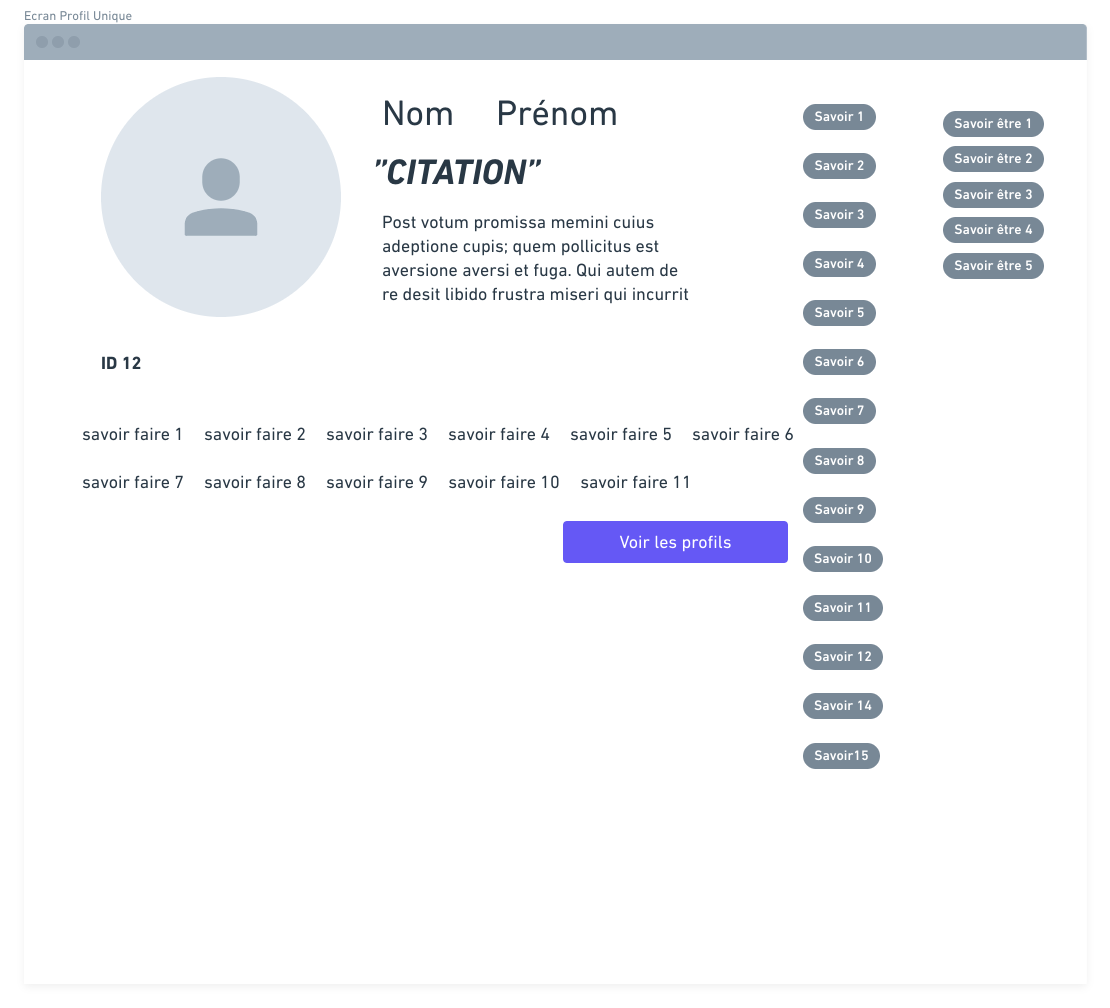 Ecran Profil Unique
Nom Prénom
"CITATION"
Post votum promissa memini cuius
adeptione cupis; quem pollicitus est
aversione aversi et fuga. Qui autem de
re desit libido frustra miseri qui incurrit
ID 12
savoir faire 1 savoir faire 2 savoir faire 3 savoir faire 4 savoir faire 5 savoir faire 6
savoir faire 7 savoir faire 8 savoir faire 9 savoir faire 10 savoir faire 11
Voir les profils
Savoir 1
Savoir 2
Savoir 3
Savoir 4
Savoir 5
Savoir 6
Savoir 7
Savoir 8
Savoir 9
Savoir 10
Savoir 11
Savoir 12
Savoir 14
Savoir15
Savoir être 1
Savoir être 2
Savoir être 3
Savoir être 4
Savoir être 5